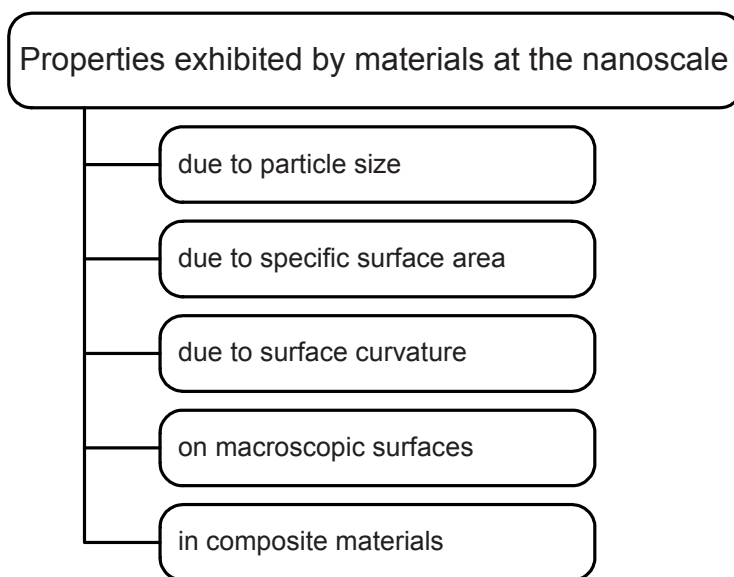 Properties exhibited by materials at the nanoscale
due to particle size
due to specific surface area
due to surface curvature
on macroscopic surfaces
in composite materials